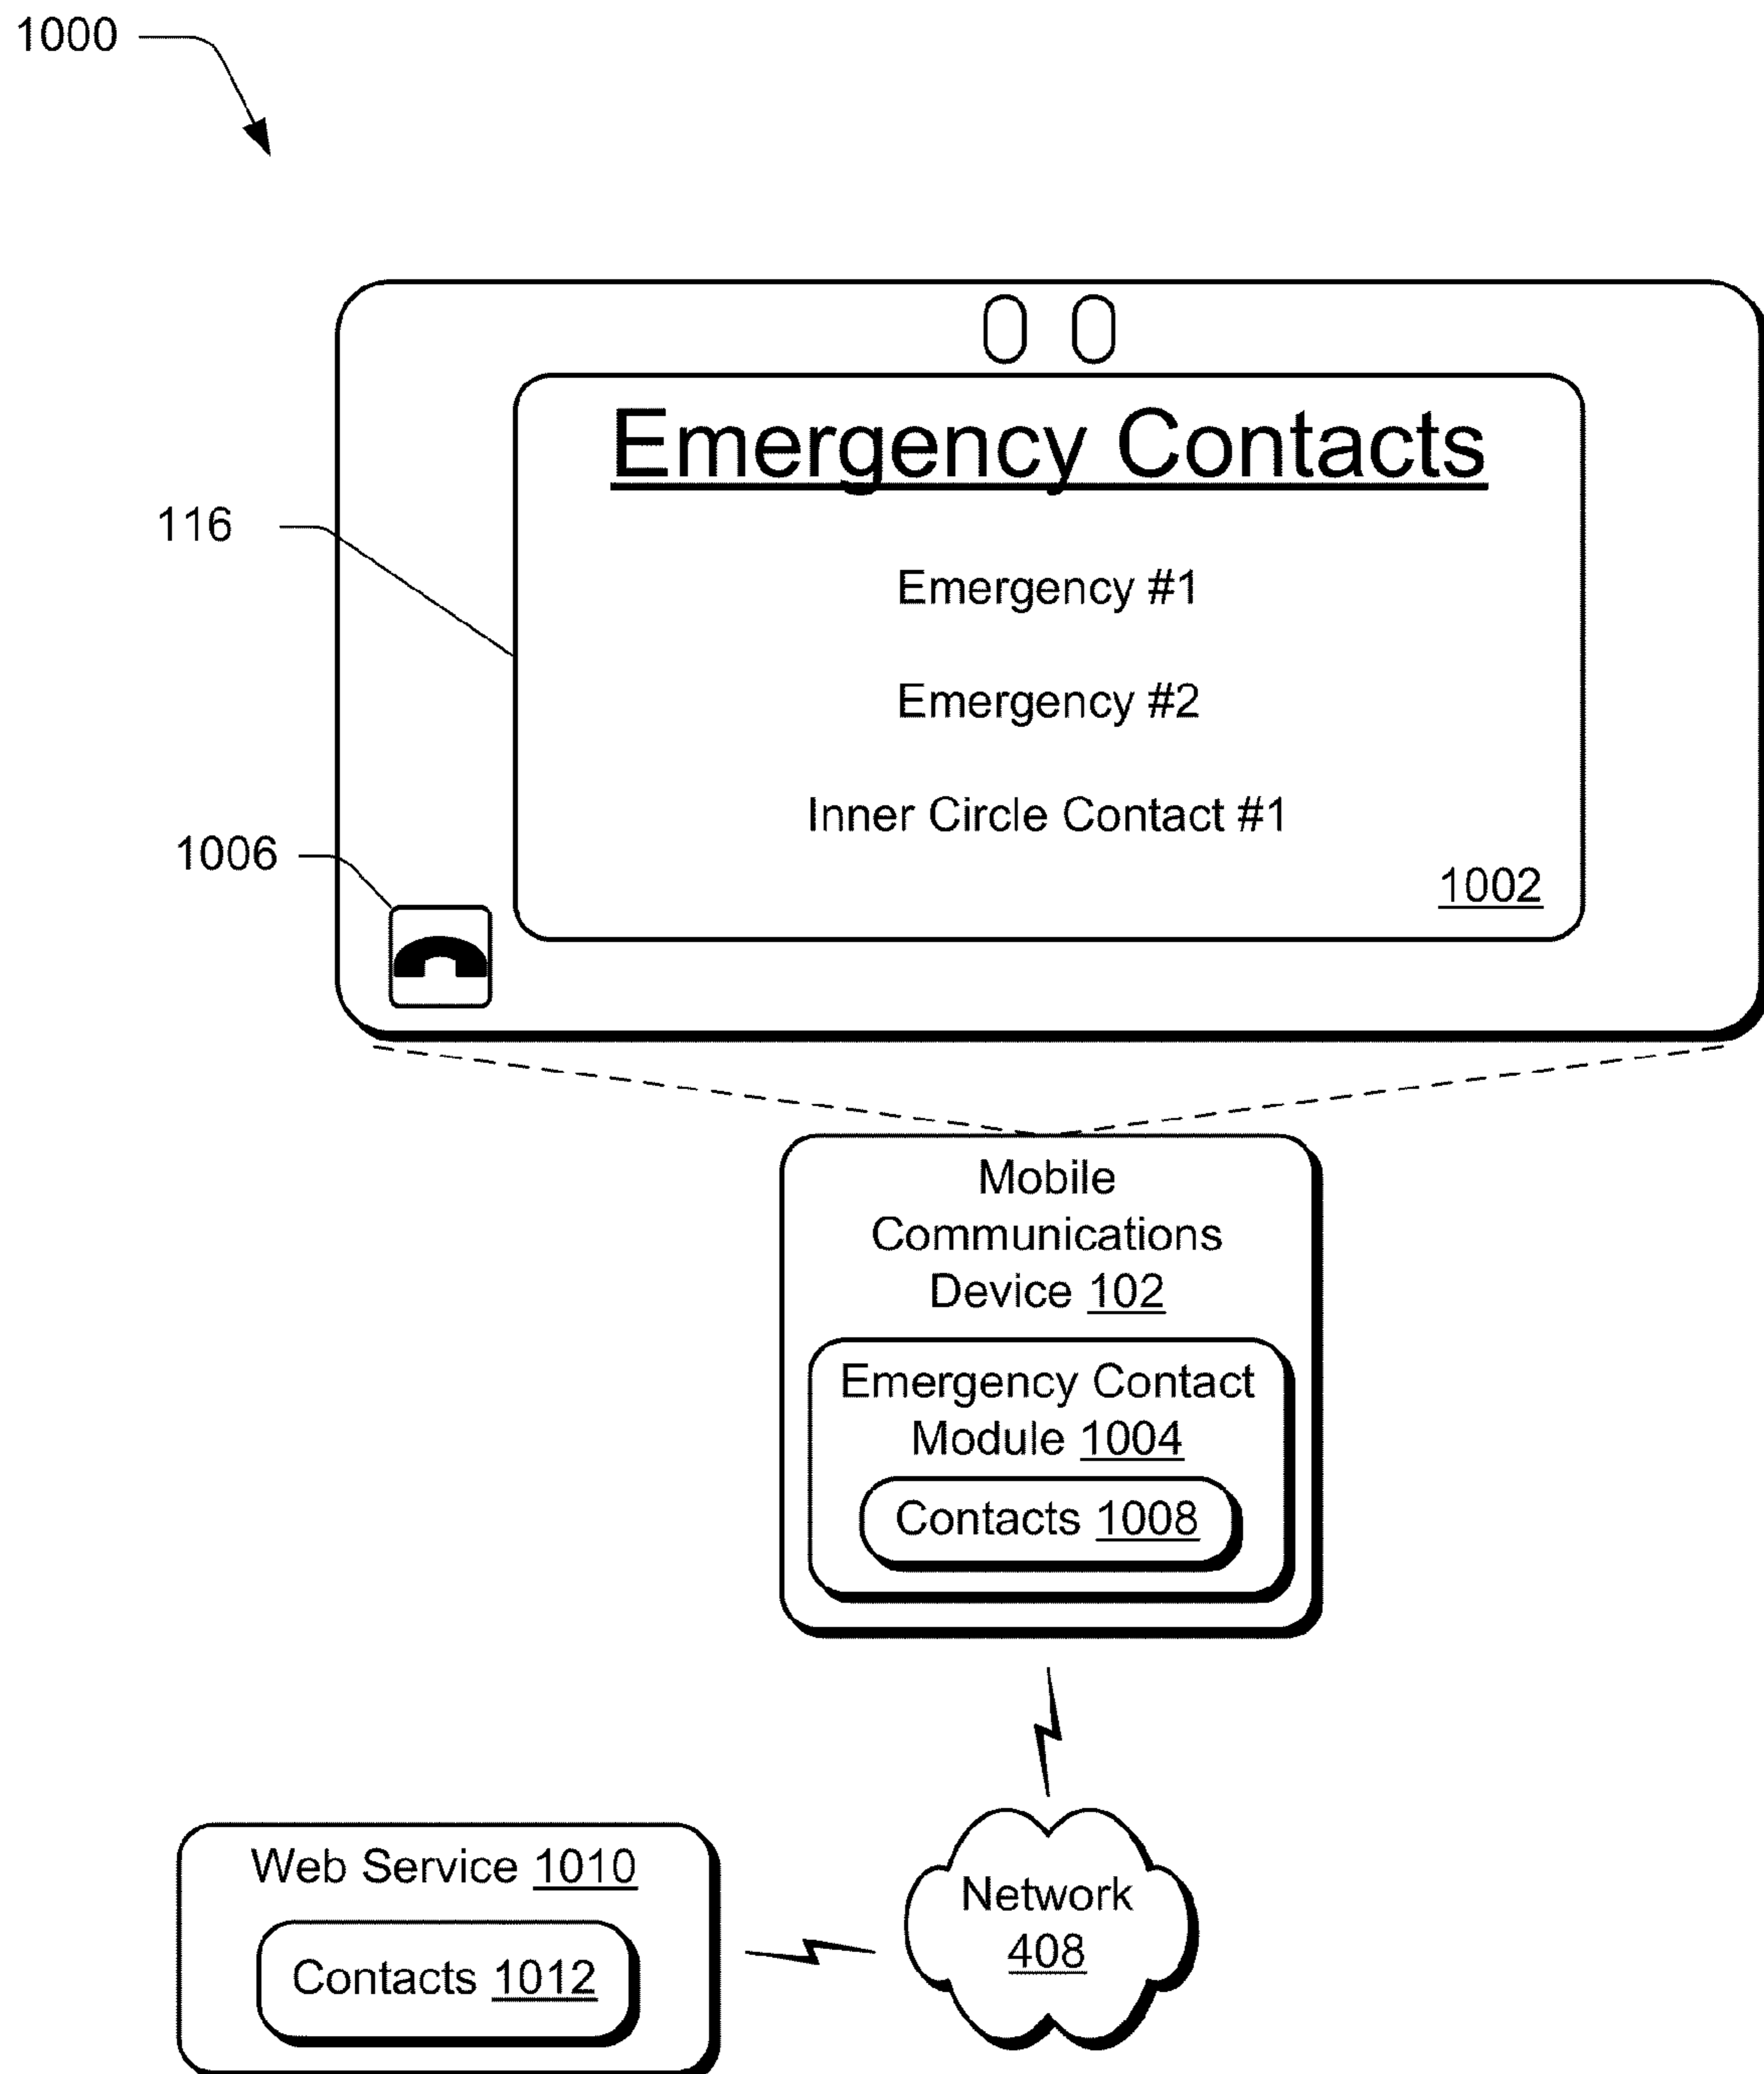 1000
Emergency Contacts
116
Emergency #1
Emergency #2
Inner Circle Contact #1
1006
1002
Mobile
Communications
Device 102
Emergency Contact
Module 1004
Contacts 1008
Web Service 1010
Contacts 1012
Network
408